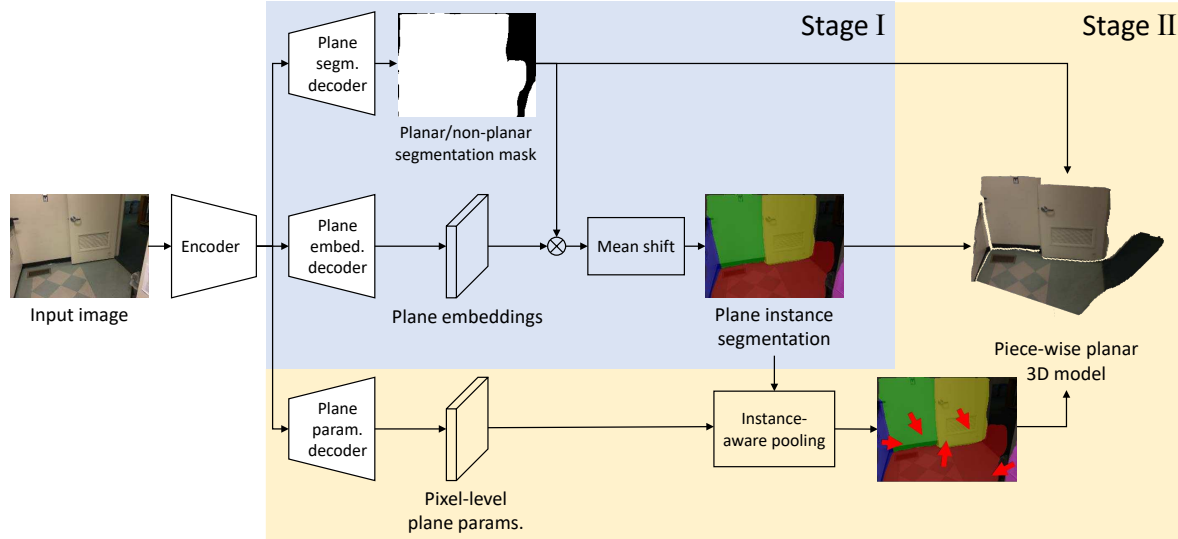 Stage I
Stage II
Plane
segm.
decoder
Planar/non-planar
segmentation mask
Input image
Encoder
Plane
embed.
decoder
Plane embeddings
Mean shift
Plane instance
segmentation
Piece-wise planar
3D model
Plane
param.
decoder
Pixel-level
plane params.
Instance-
aware pooling